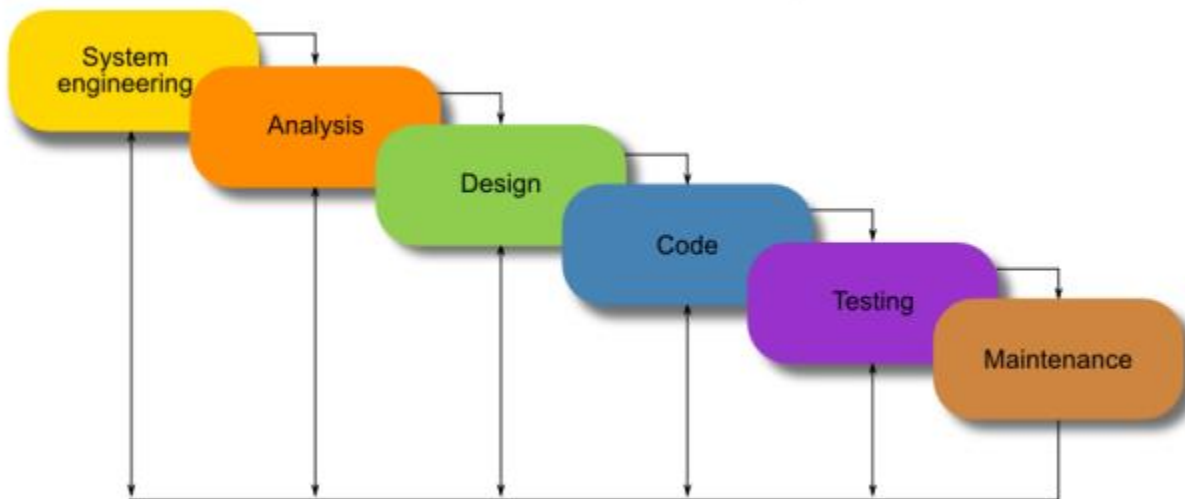 System
engineering
Analysis
Design
Code
Testing
Maintenance